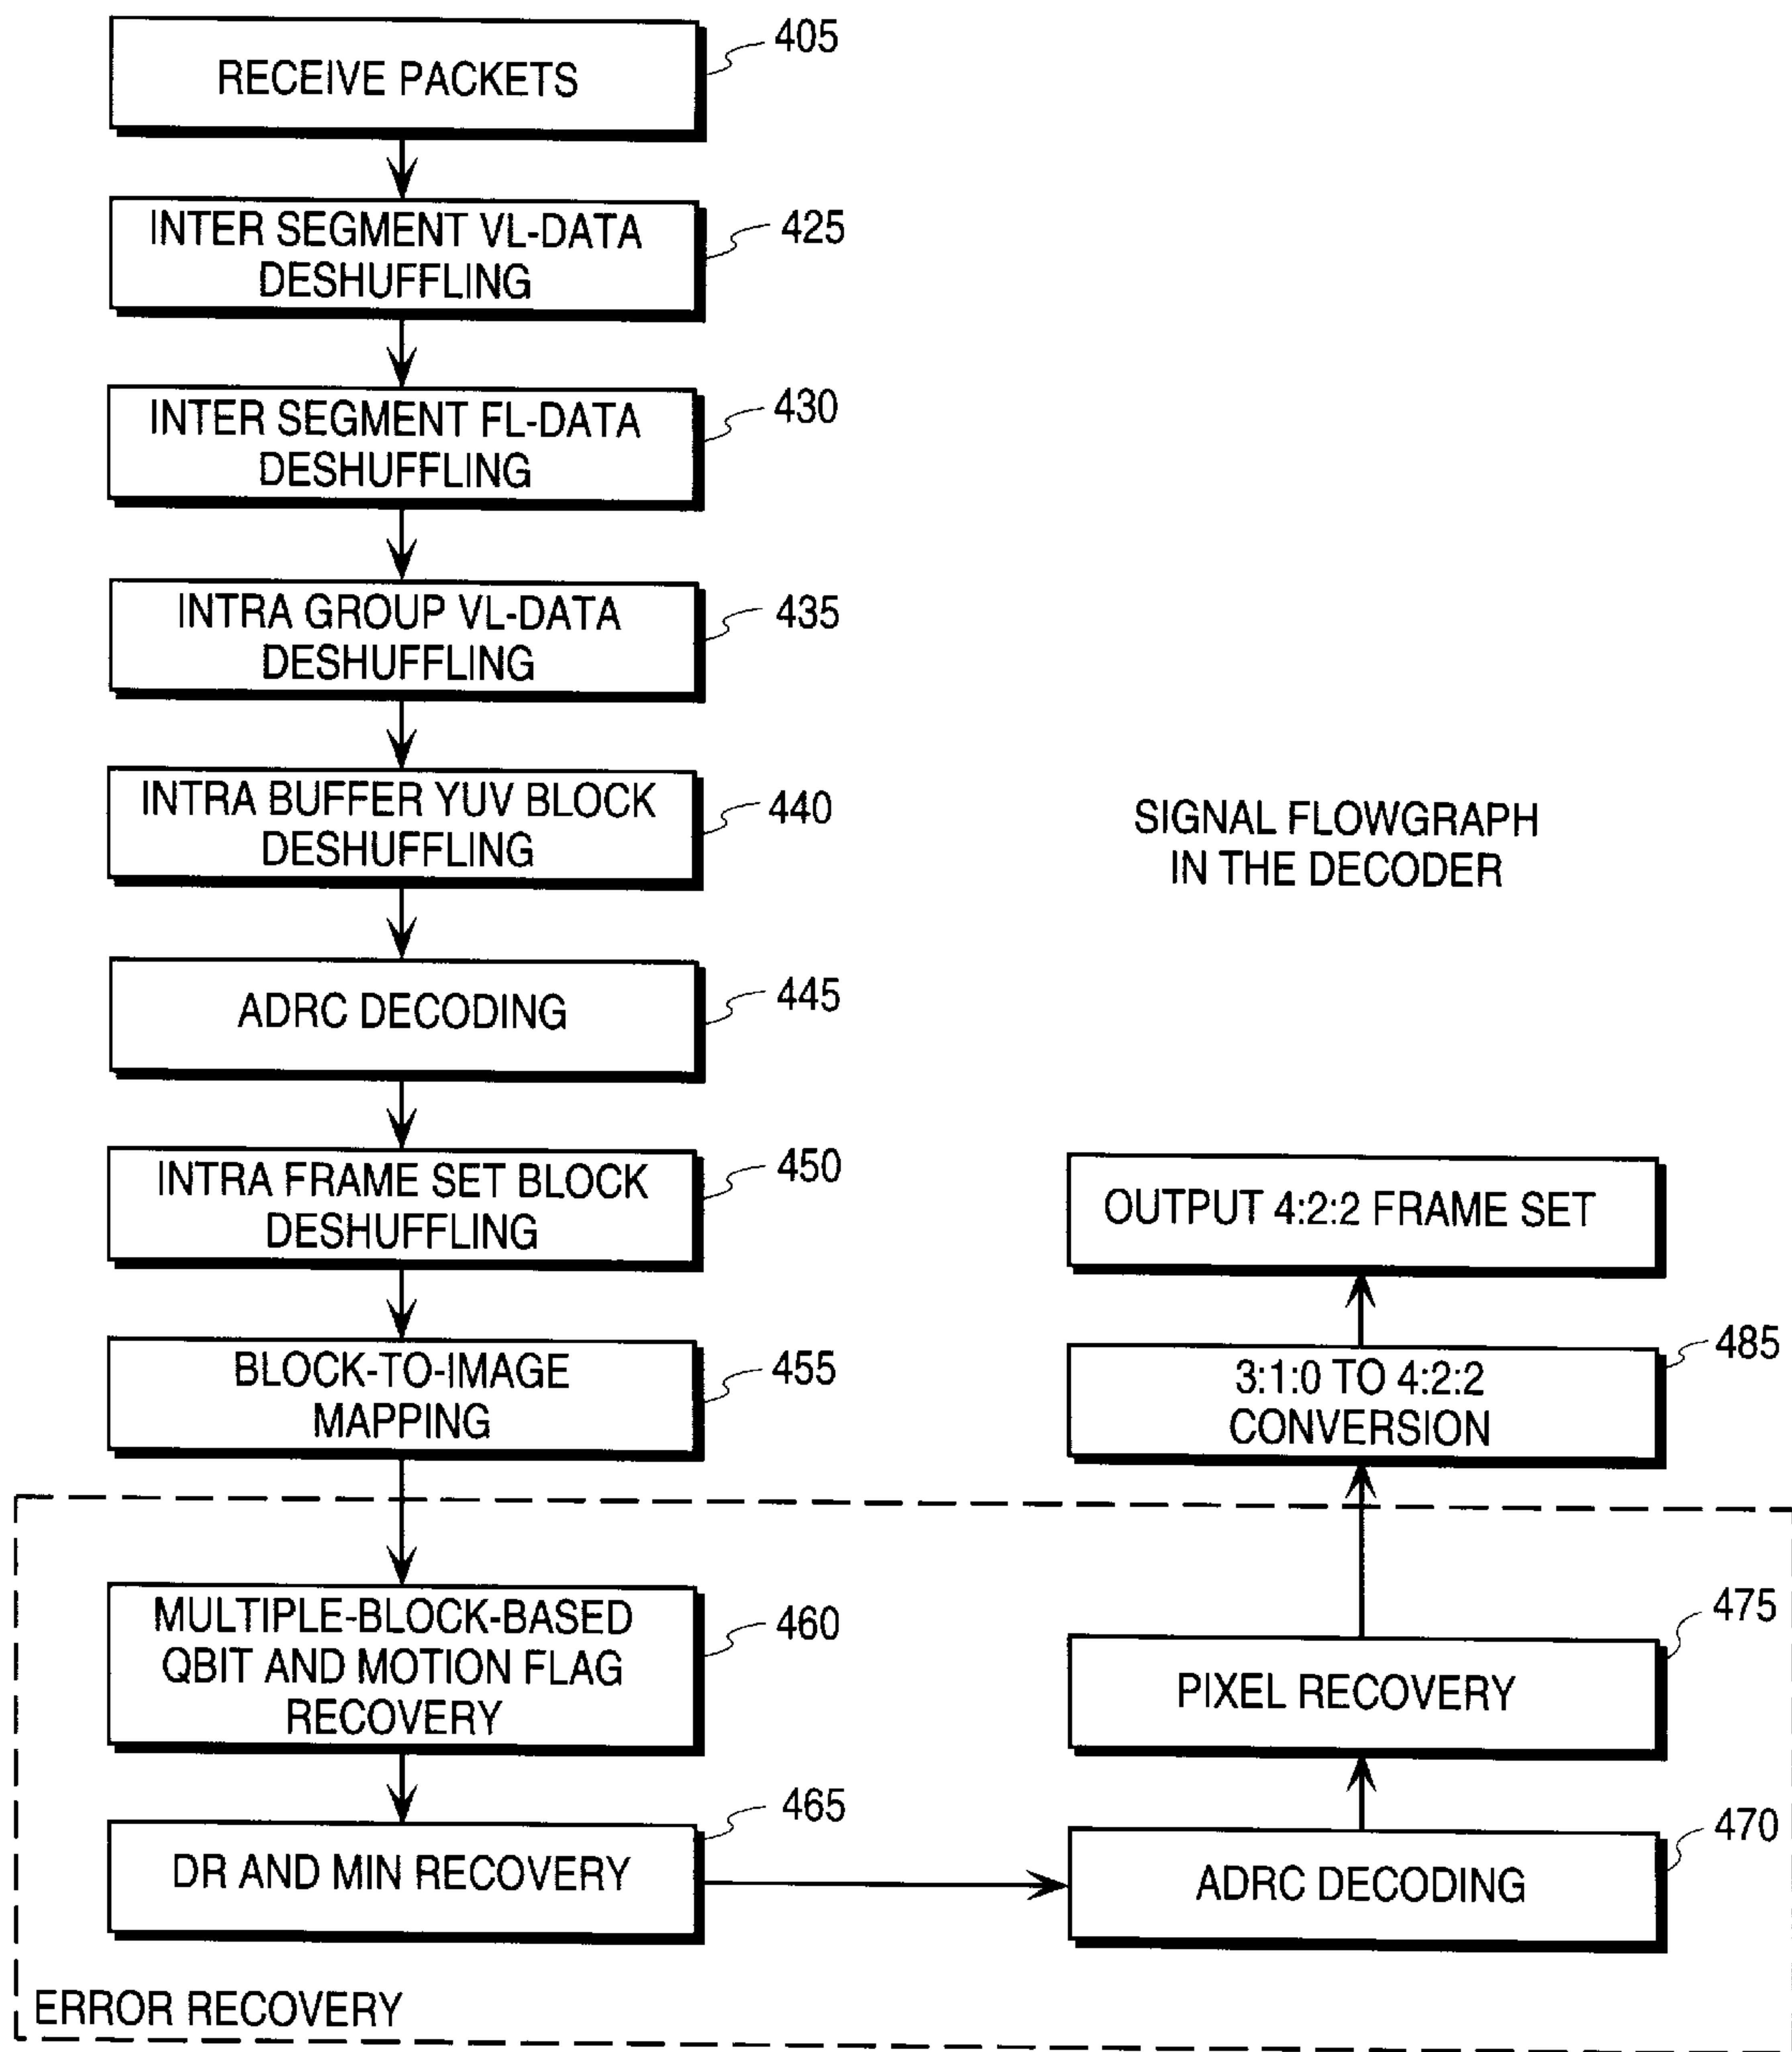 RECEIVE PACKETS
405
INTER SEGMENT VL-DATA
DESHUFFLING
425
INTER SEGMENT FL-DATA
DESHUFFLING
430
INTRA GROUP VL-DATA
DESHUFFLING
435
INTRA BUFFER YUV BLOCK
DESHUFFLING
440
SIGNAL FLOWGRAPH
IN THE DECODER
ADRC DECODING
445
INTRA FRAME SET BLOCK
DESHUFFLING
450
BLOCK-TO-IMAGE
MAPPING
455
MULTIPLE-BLOCK-BASED
QBIT AND MOTION FLAG
RECOVERY
460
DR AND MIN RECOVERY
465
ADRC DECODING
470
PIXEL RECOVERY
475
3:1:0 TO 4:2:2
CONVERSION
485
OUTPUT 4:2:2 FRAME SET
ERROR RECOVERY